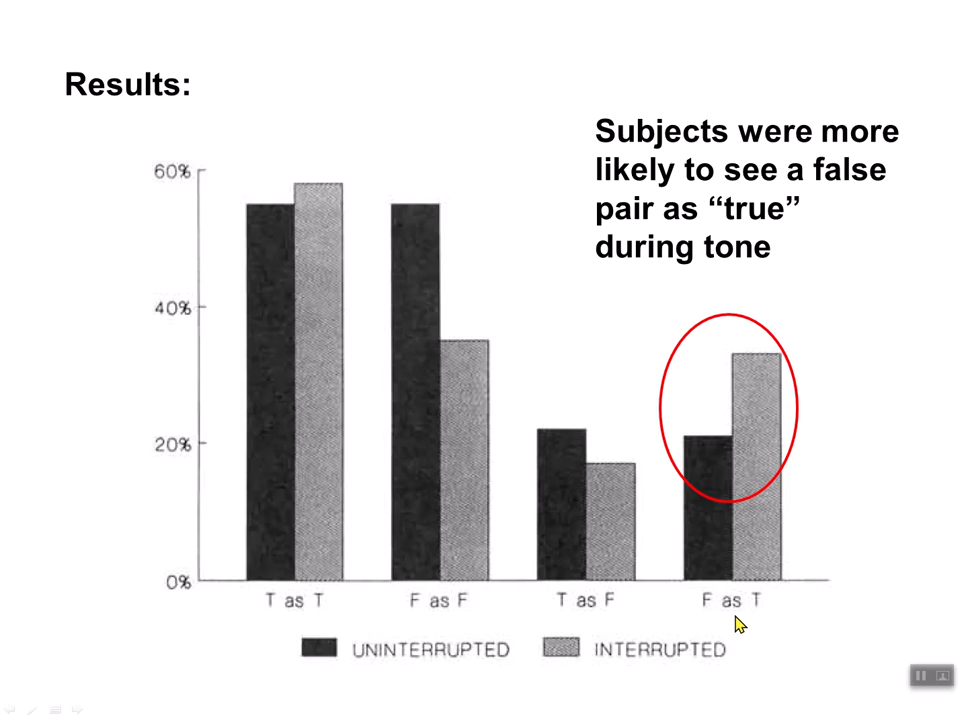 Results:
Subjects were more
likely to see a false
pair as “true”
during tone
60%
40%
20%
0%
T as T
F as F
T as F
F as T
UNINTERRUPTED
INTERRUPTED